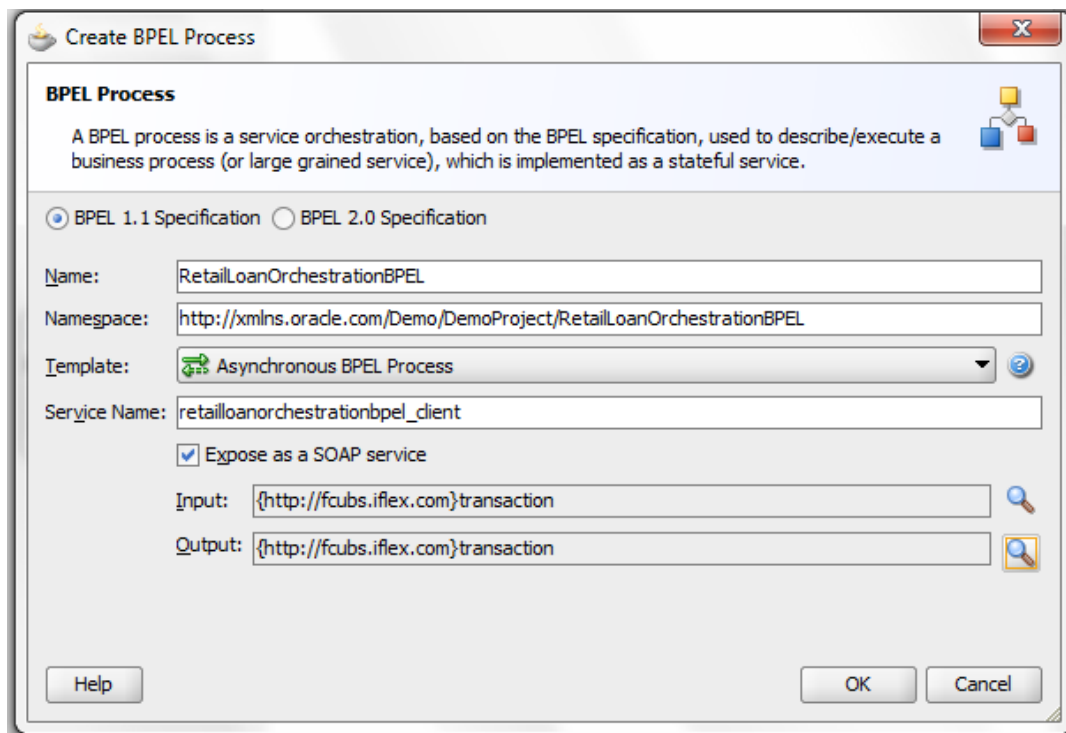 Create BPEL Process
BPEL Process
A BPEL process is a service orchestration, based on the BPEL specification, used to describe/execute a
business process (or large grained service), which is implemented as a stateful service.
BPEL 1.1 Specification BPEL 2.0 Specification
Name: RetailLoanOrchestrationBPEL
Namespace: http://xmlns.oracle.com/Demo/DemoProject/RetailLoanOrchestrationBPEL
Template: Asynchronous BPEL Process
Service Name: retailloanorchestrationbpel_client
Expose as a SOAP service
Input: {http://fcubs.iflex.com}transaction
Output: {http://fcubs.iflex.com}transaction
Help OK Cancel